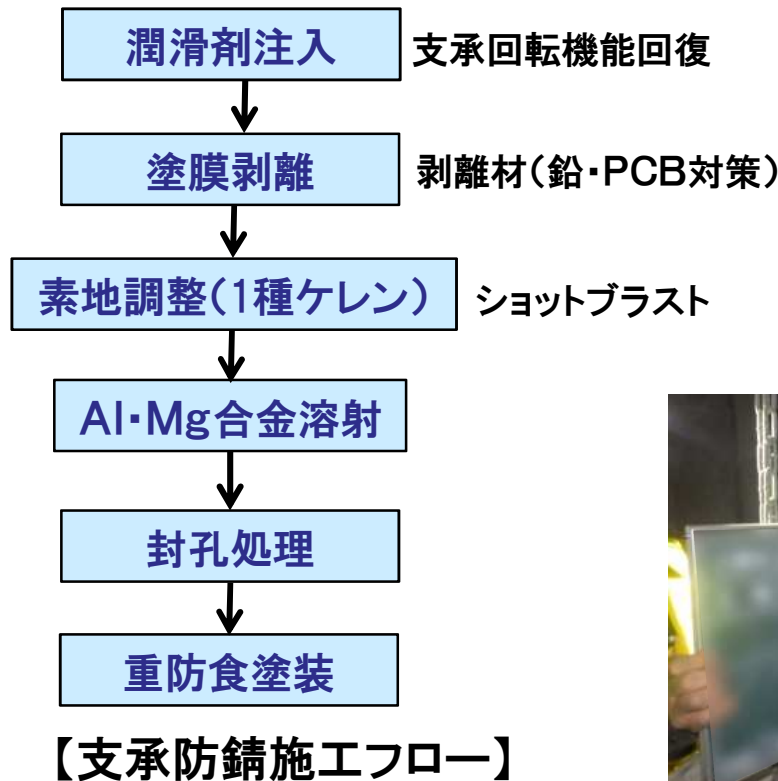 潤滑剤注入 支承回転機能回復
塗膜剥離 剥離材(鉛・PCB対策)
素地調整(1種ケレン) ショットブラスト
Al・Mg合金溶射
封孔処理
重防食塗装
【支承防錆施工フロー】